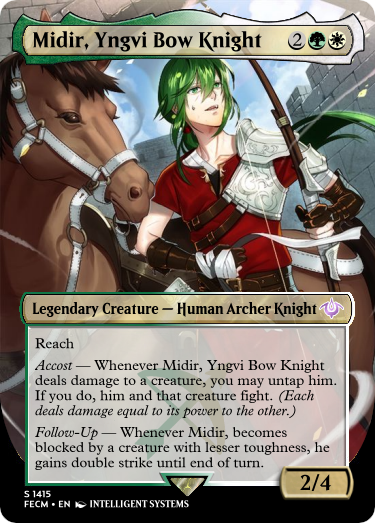 Midir, Yngvi Bow Knight 2
Legendary Creature — Human Archer Knight
Reach
Accost — Whenever Midir, Yngvi Bow Knight
deals damage to a creature, you may untap him.
If you do, him and that creature fight. (Each
deals damage equal to its power to the other.)
Follow-Up — Whenever Midir, becomes
blocked by a creature with lesser toughness, he
gains double strike until end of turn.
2/4
S 1415
FECM • EN INTELLIGENT SYSTEMS